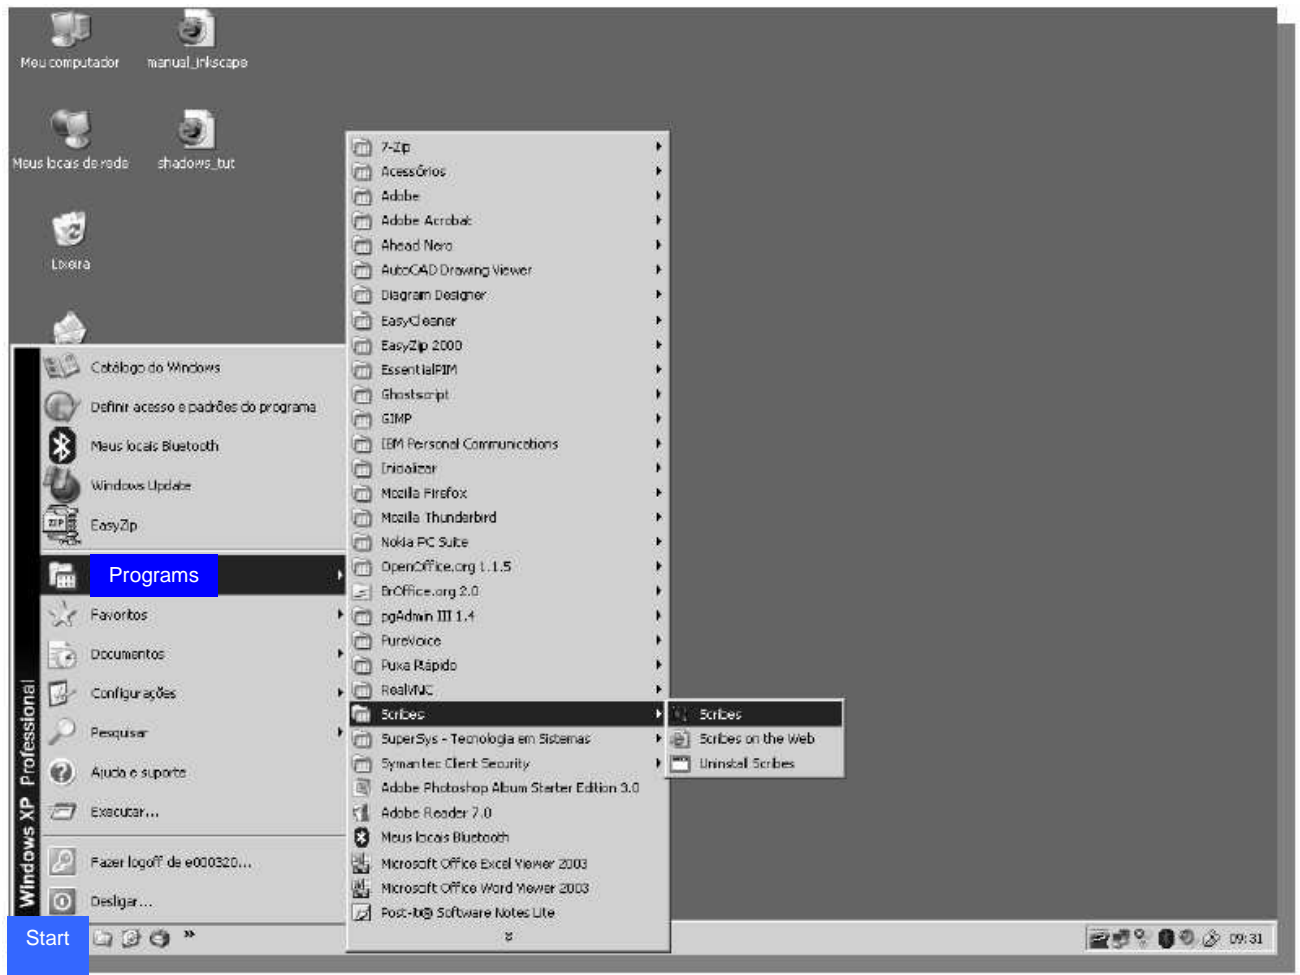 Meu computador
manual_inkscape
Meus locais de rede
shadows_tut
Lixeira
Catálogo do Windows
Definir acesso e padrões do programa
Meus locais Bluetooth
Windows Update
EasyZip
Programs
Favoritos
Documentos
Configurações
Pesquisar
Ajuda e suporte
Executar...
Fazer logoff de e000320...
Desligar...
Windows XP Professional
Start
7-Zip
Acessórios
Adobe
Adobe Acrobat
Ahead Nero
AutoCAD Drawing Viewer
Diagram Designer
EasyCleaner
EasyZip 2000
EssentialPIM
Ghostscript
GIMP
IBM Personal Communications
Inicializar
Mozilla Firefox
Mozilla Thunderbird
Nokia PC Suite
OpenOffice.org 1.1.5
BrOffice.org 2.0
pgAdmin III 1.4
PureVoice
Puxa Rápido
RealVNC
Scribes
SuperSys - Tecnologia em Sistemas
Symantec Client Security
Adobe Photoshop Album Starter Edition 3.0
Adobe Reader 7.0
Meus locais Bluetooth
Microsoft Office Excel Viewer 2003
Microsoft Office Word Viewer 2003
Post-it® Software Notes Lite
Scribes
Scribes on the Web
Uninstall Scribes
09:31